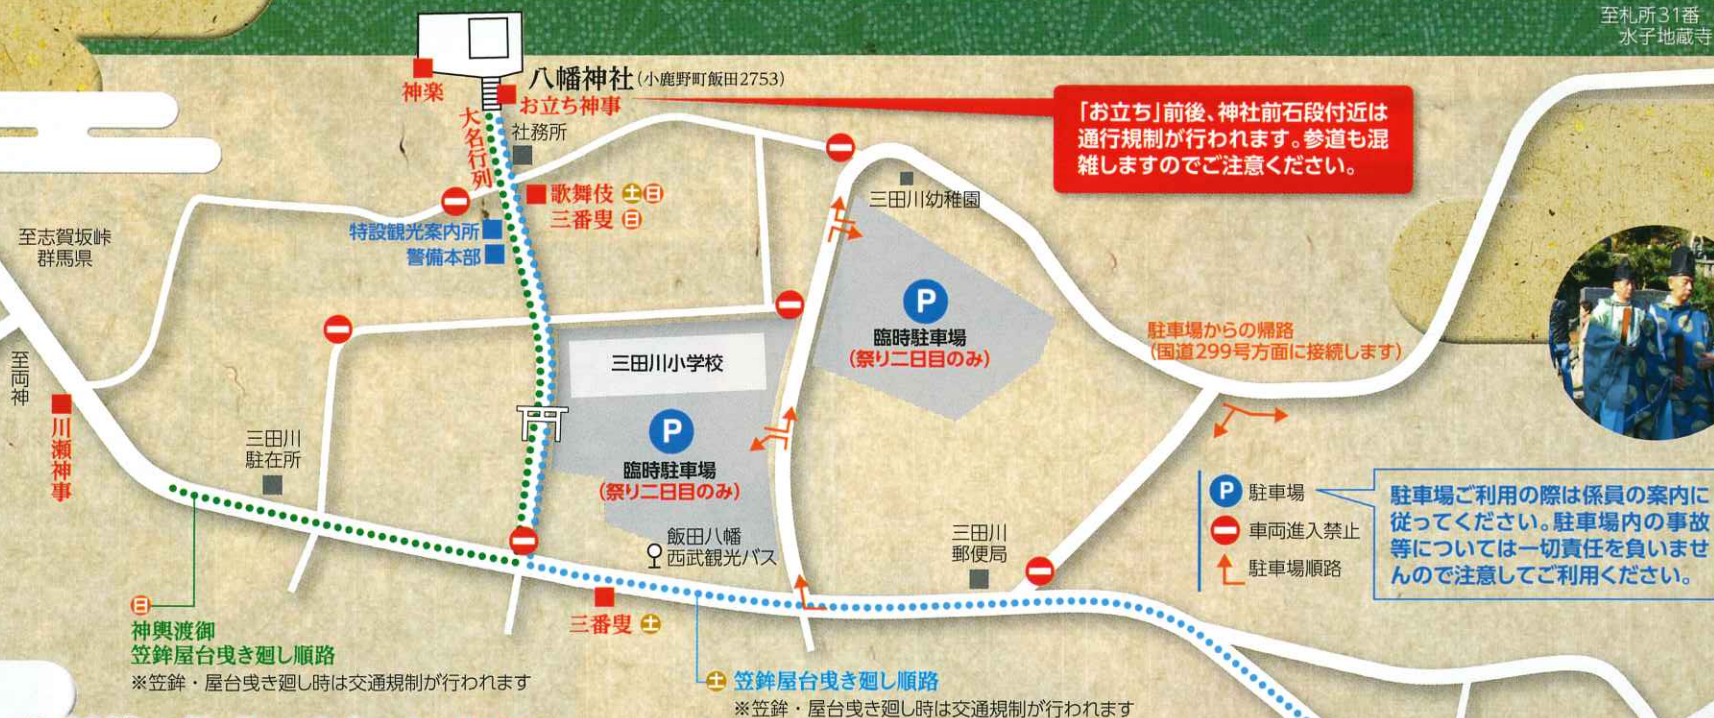 至札所31番
水子地蔵寺
神楽
八幡神社(小鹿野町飯田2753)
お立ち神事
大名行列
社務所
「お立ち」前後、神社前石段付近は
通行規制が行われます。参道も混
雑しますのでご注意ください。
歌舞伎 土日
三番叟 日
三田川幼稚園
特設観光案内所
警備本部
至志賀坂峠
群馬県
P
臨時駐車場
(祭り二日目のみ)
駐車場からの帰路
(国道299号方面に接続します)
至両神
三田川小学校
P
臨時駐車場
(祭り二日目のみ)
川瀬神事
三田川
駐在所
飯田八幡
西武観光バス
三田川
郵便局
P 駐車場
車両進入禁止
駐車場順路
駐車場ご利用の際は係員の案内に
従ってください。駐車場内の事故
等については一切責任を負いませ
んので注意してご利用ください。
日
神輿渡御
笠鉾屋台曳き廻し順路
※笠鉾・屋台曳き廻し時は交通規制が行われます
三番叟 土
土 笠鉾屋台曳き廻し順路
※笠鉾・屋台曳き廻し時は交通規制が行われます